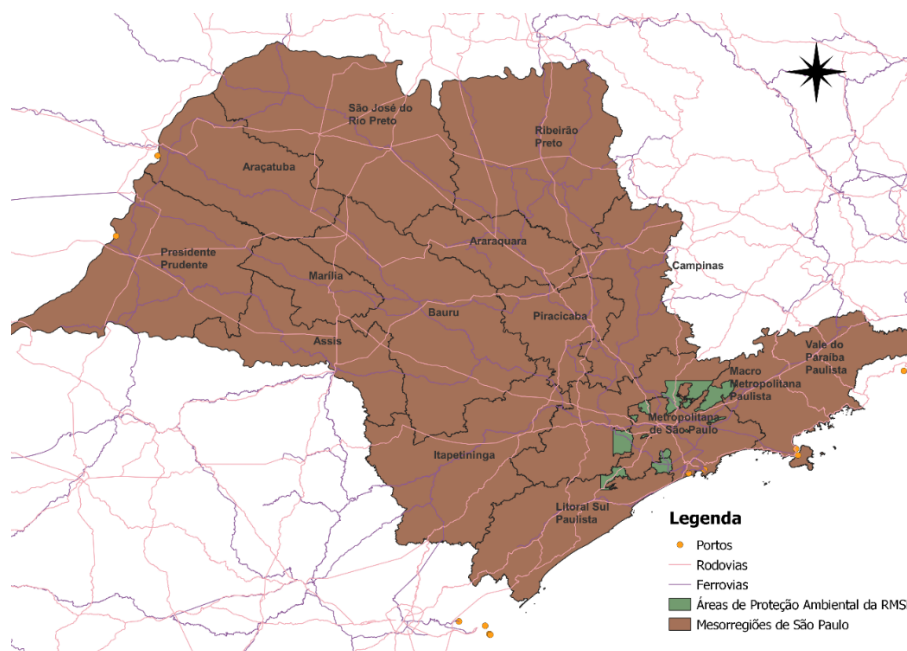 São José do
Rio Preto
Ribeirão
Preto
Araçatuba
Araraquara
Presidente
Prudente
Marília
Campinas
Bauru
Piracicaba
Assis
Vale do
Paraíba
Paulista
Macro
Metropolitana
Paulista
Metropolitana
de São Paulo
Itapetininga
Litoral Sul
Paulista
Legenda
Portos
Rodovias
Ferrovias
Áreas de Proteção Ambiental da RMS
Mesorregiões de São Paulo